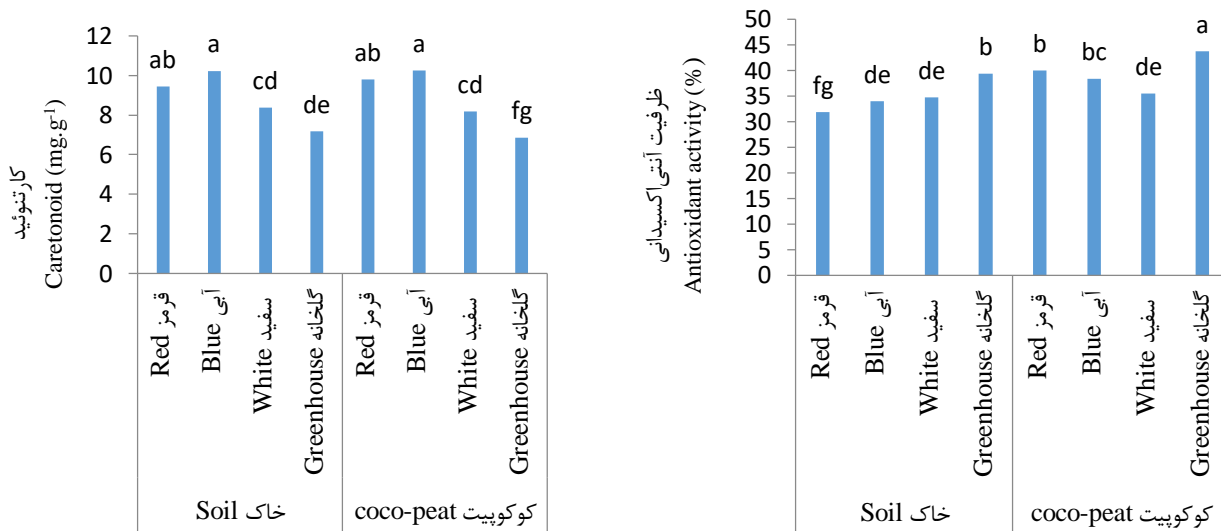 کارتنوئید
Caretonoid (mg.g-1)
12
10
8
6
4
2
0
ab
a
cd
de
ab
a
cd
fg
قرمز Red
آبی Blue
سفید White
گلخانه Greenhouse
قرمز Red
آبی Blue
سفید White
گلخانه Greenhouse
خاک Soil
کوکوپیت coco-peat
ظرفیت آنتی‌اکسیدانی
Antioxidant activity (%)
50
45
40
35
30
25
20
15
10
5
0
fg
de
de
b
b
bc
de
a
قرمز Red
آبی Blue
سفید White
گلخانه Greenhouse
قرمز Red
آبی Blue
سفید White
گلخانه Greenhouse
خاک Soil
کوکوپیت coco-peat